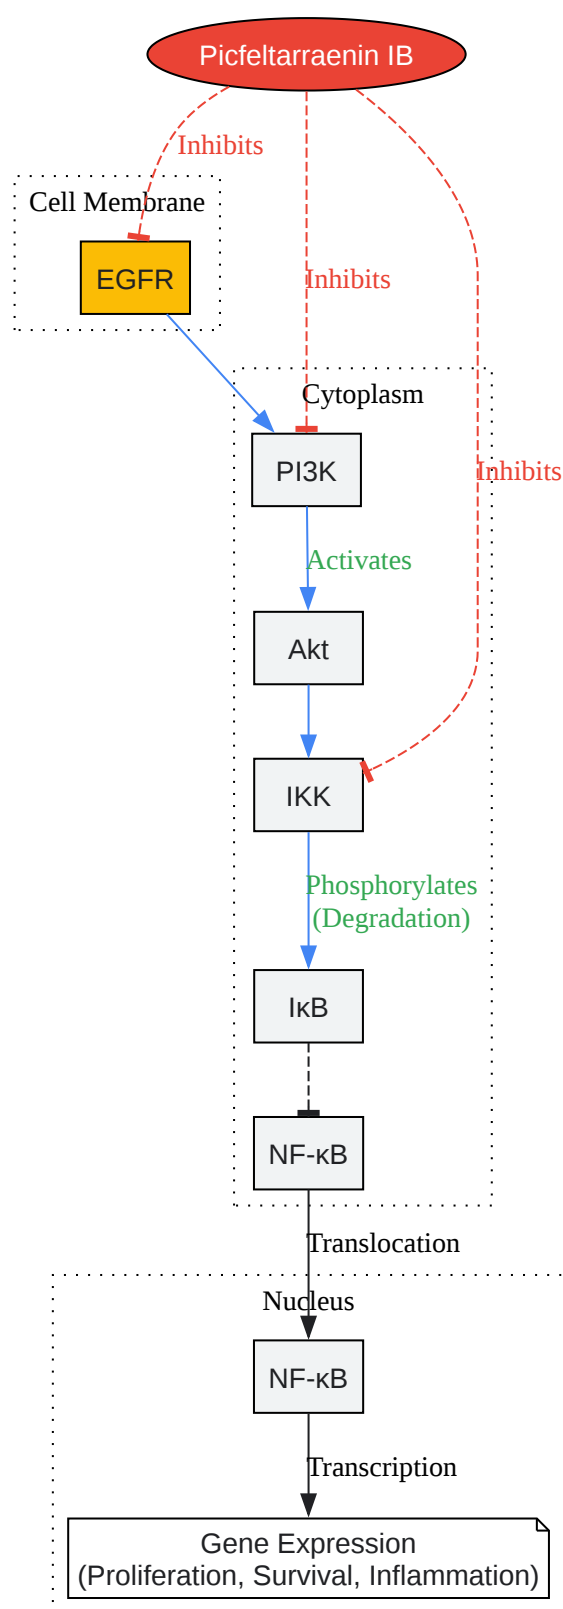 Picfeltarraenin IB
Inhibits
Cell Membrane
EGFR
Inhibits
Cytoplasm
PI3K
Inhibits
Activates
Akt
IKK
Phosphorylates
(Degradation)
IκB
NF-κB
Translocation
Nucleus
NF-κB
Transcription
Gene Expression
(Proliferation, Survival, Inflammation)